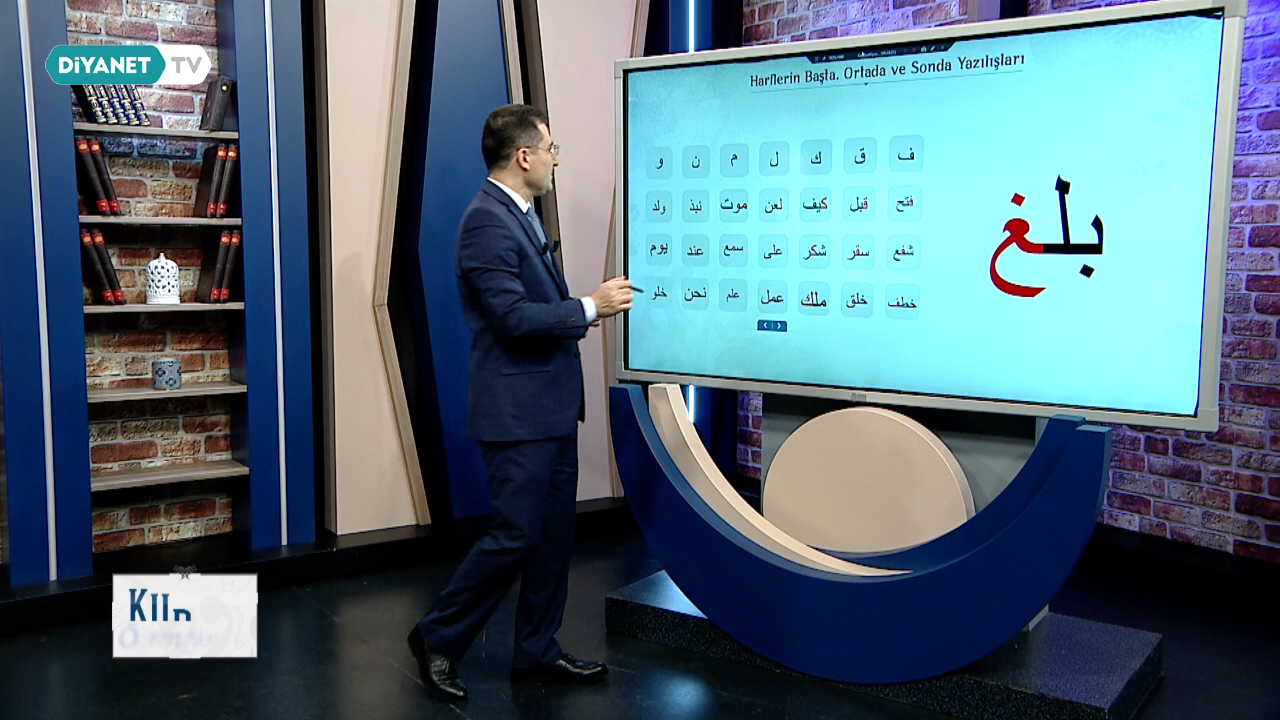 DİYANET TV
Harflerin Başta, Ortada ve Sonda Yazılışları
ف ق ك ل م ن و
فتح قبل كيف لعن موت نبذ ولد
شفع سقر شكر على سمع عند يوم
خطف خلق ملك عمل علم نحن خلو
بلغ